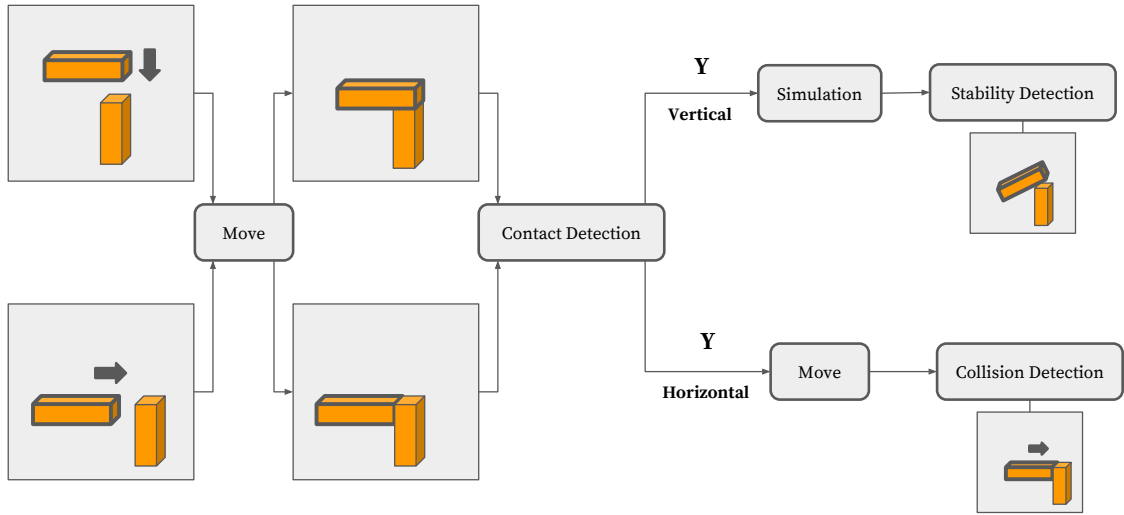 Move
Contact Detection
Y
Vertical
Simulation
Stability Detection
Y
Horizontal
Move
Collision Detection